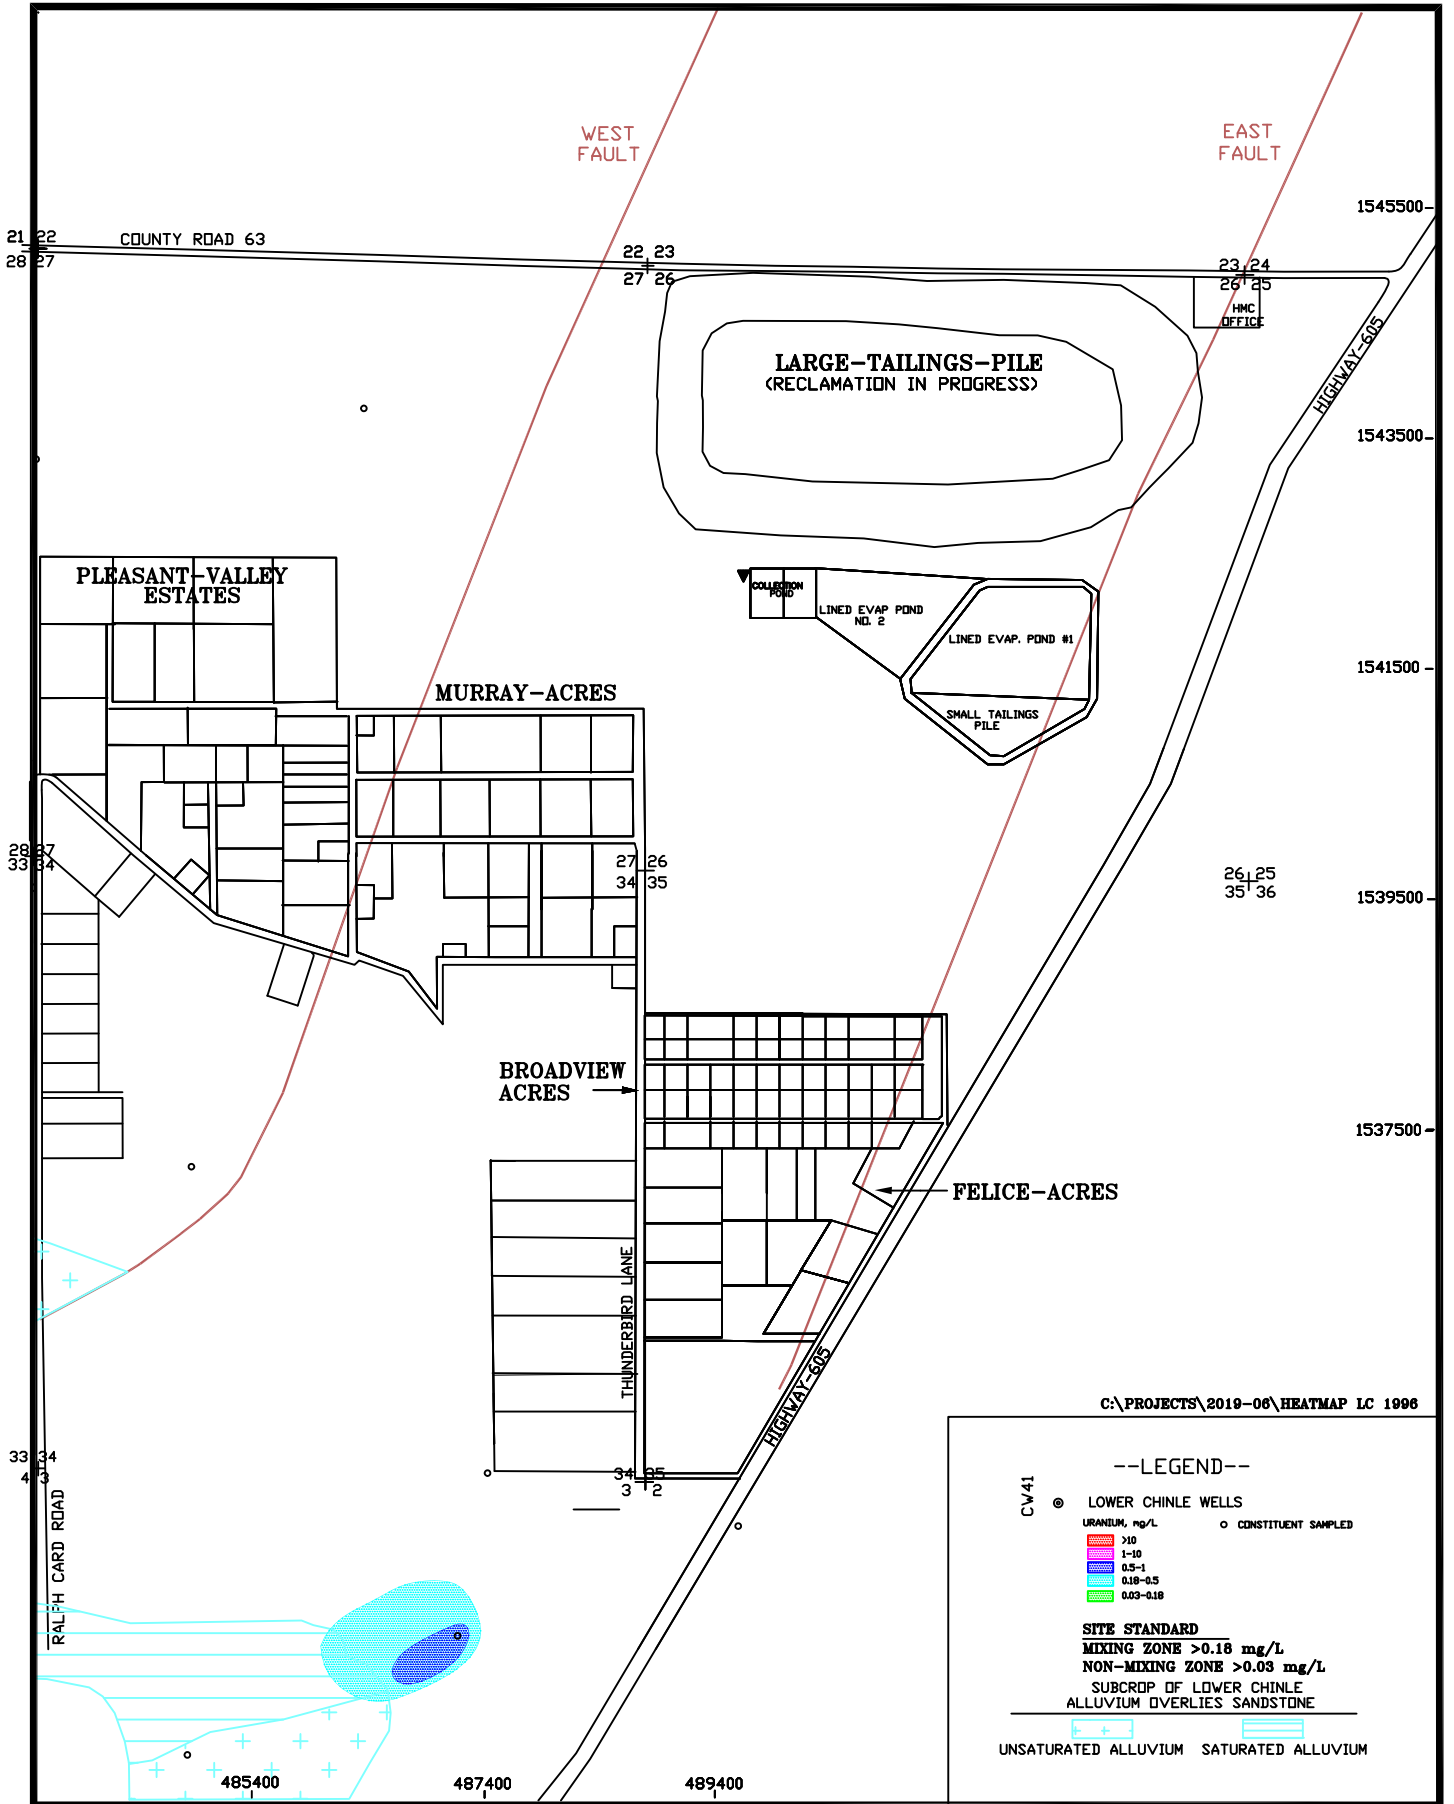 WEST
FAULT
EAST
FAULT
1545500
21 22
28 27
COUNTY ROAD 63
22 23
27 26
23 24
26 25
HMC
OFFICE
HIGHWAY-605
LARGE-TAILINGS-PILE
(RECLAMATION IN PROGRESS)
1543500
PLEASANT-VALLEY
ESTATES
COLLECTION
POND
LINED EVAP POND
NO. 2
LINED EVAP. POND #1
1541500
MURRAY-ACRES
SMALL TAILINGS
PILE
28 27
33 34
27 26
34 35
26 25
35 36
1539500
BROADVIEW
ACRES
1537500
FELICE-ACRES
THUNDERBIRD LANE
HIGHWAY-605
C:\PROJECTS\2019-06\HEATMAP LC 1996
33 34
4 3
34 35
3 2
RALPH CARD ROAD
--LEGEND--
CW41
LOWER CHINLE WELLS
URANIUM, mg/L
CONSTITUENT SAMPLED
>10
1-10
0.5-1
0.18-0.5
0.03-0.18
SITE STANDARD
MIXING ZONE >0.18 mg/L
NON-MIXING ZONE >0.03 mg/L
SUBCROP OF LOWER CHINLE
ALLUVIUM OVERLIES SANDSTONE
UNSATURATED ALLUVIUM SATURATED ALLUVIUM
485400
487400
489400